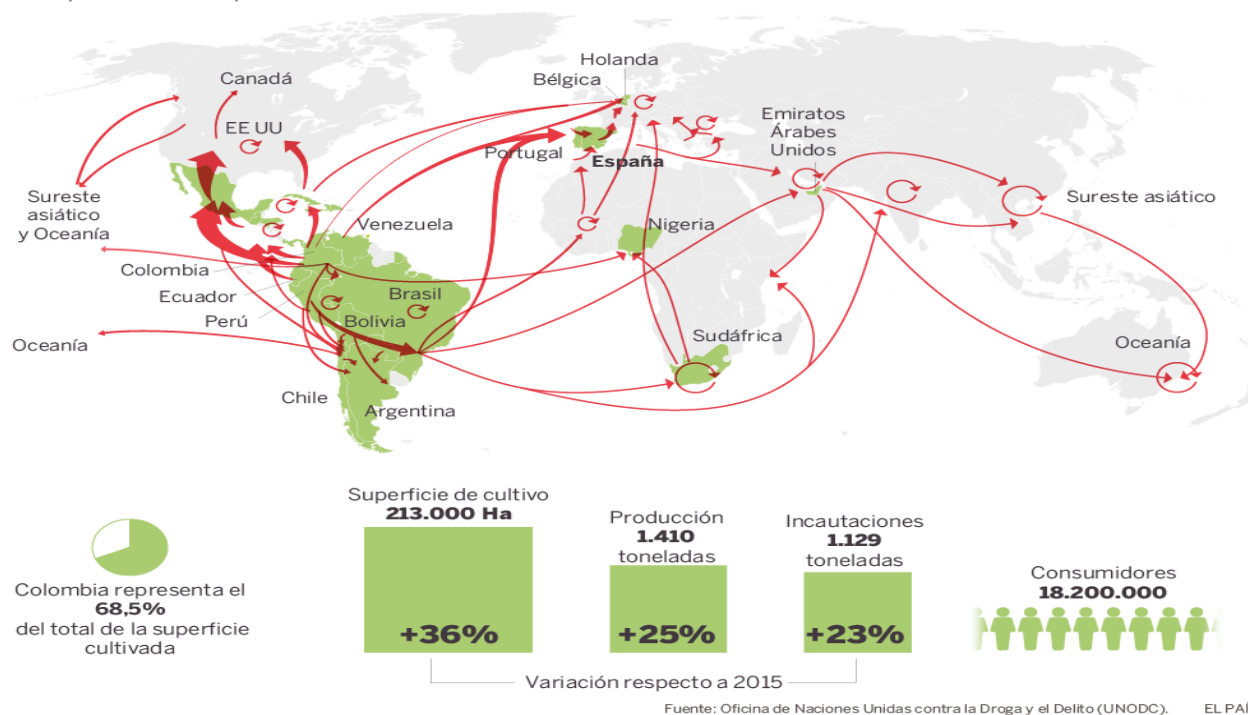 Canadá
EE UU
Holanda
Bélgica
Portugal
España
Emiratos
Árabes
Unidos
Sureste
asiático
y Oceanía
Sureste asiático
Venezuela
Nigeria
Colombia
Ecuador
Perú
Brasil
Bolivia
Oceanía
Sudáfrica
Oceanía
Chile
Argentina
Colombia representa el
68,5%
del total de la superficie
cultivada
Superficie de cultivo
213.000 Ha
+36%
Producción
1.410
toneladas
+25%
Incautaciones
1.129
toneladas
+23%
Variación respecto a 2015
Consumidores
18.200.000
Fuente: Oficina de Naciones Unidas contra la Droga y el Delito (UNODC). EL PAÍ